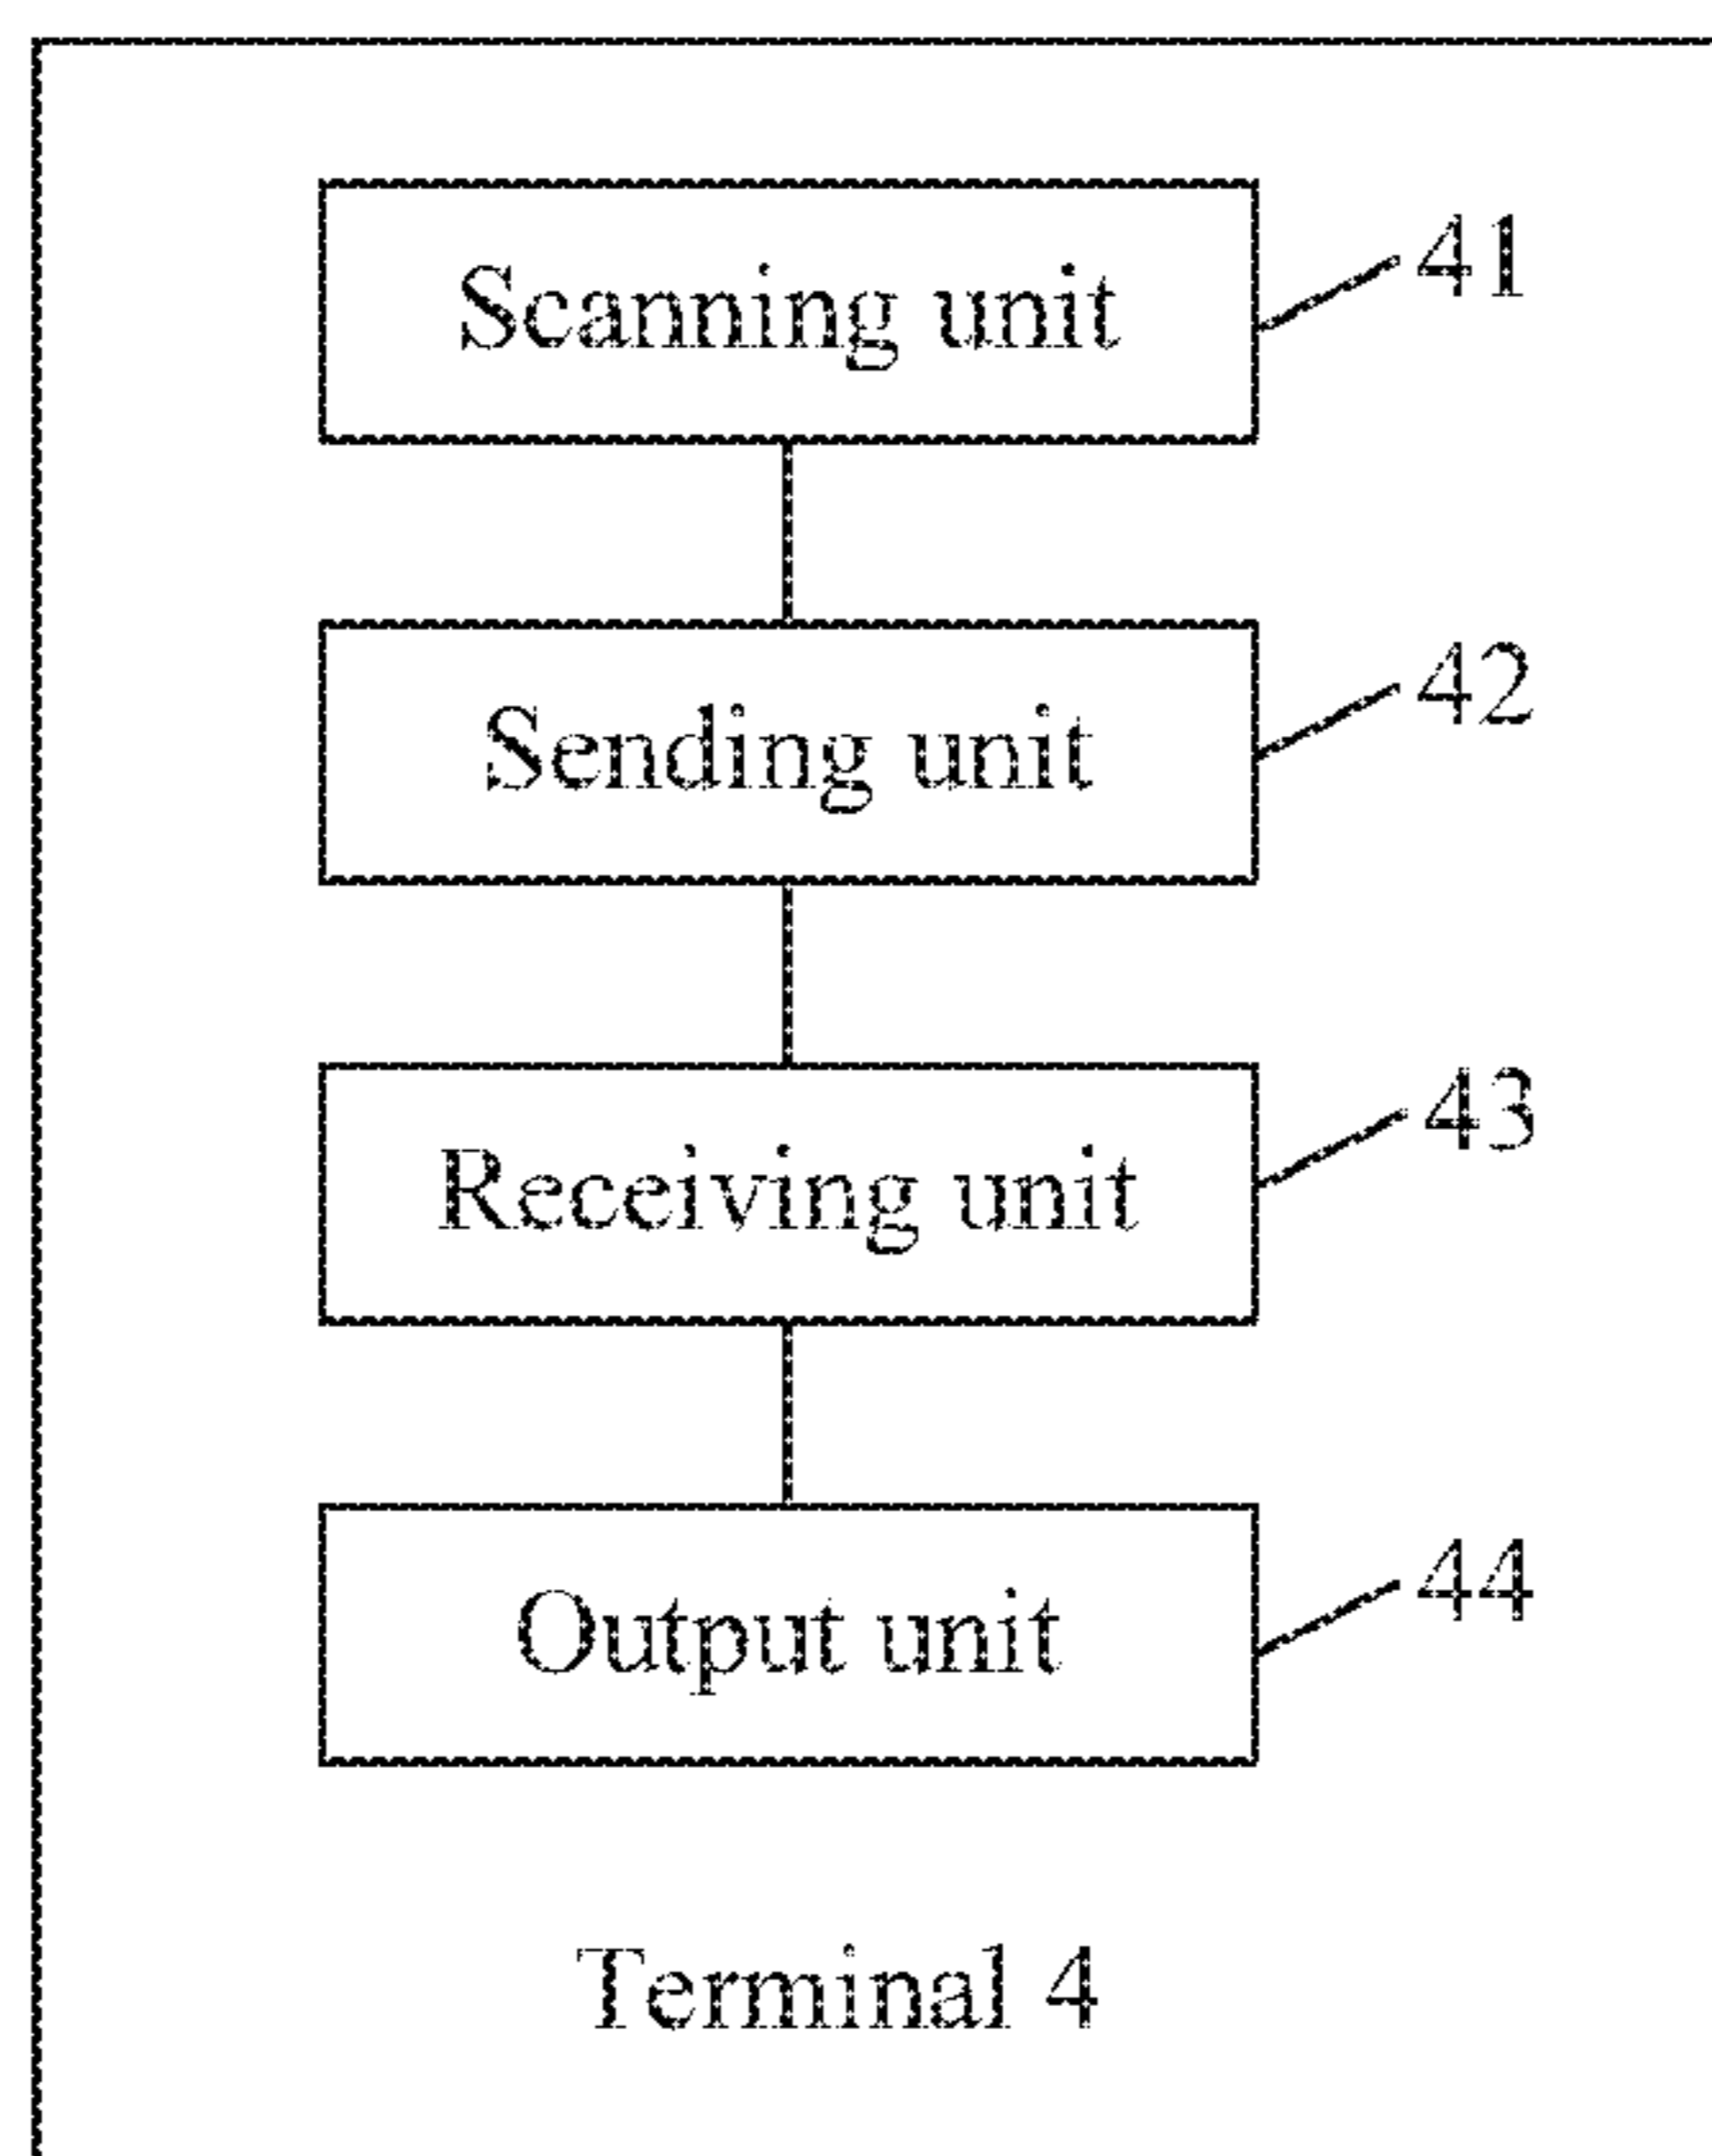 Scanning unit
41
Sending unit
42
Receiving unit
43
Output unit
44
Terminal 4